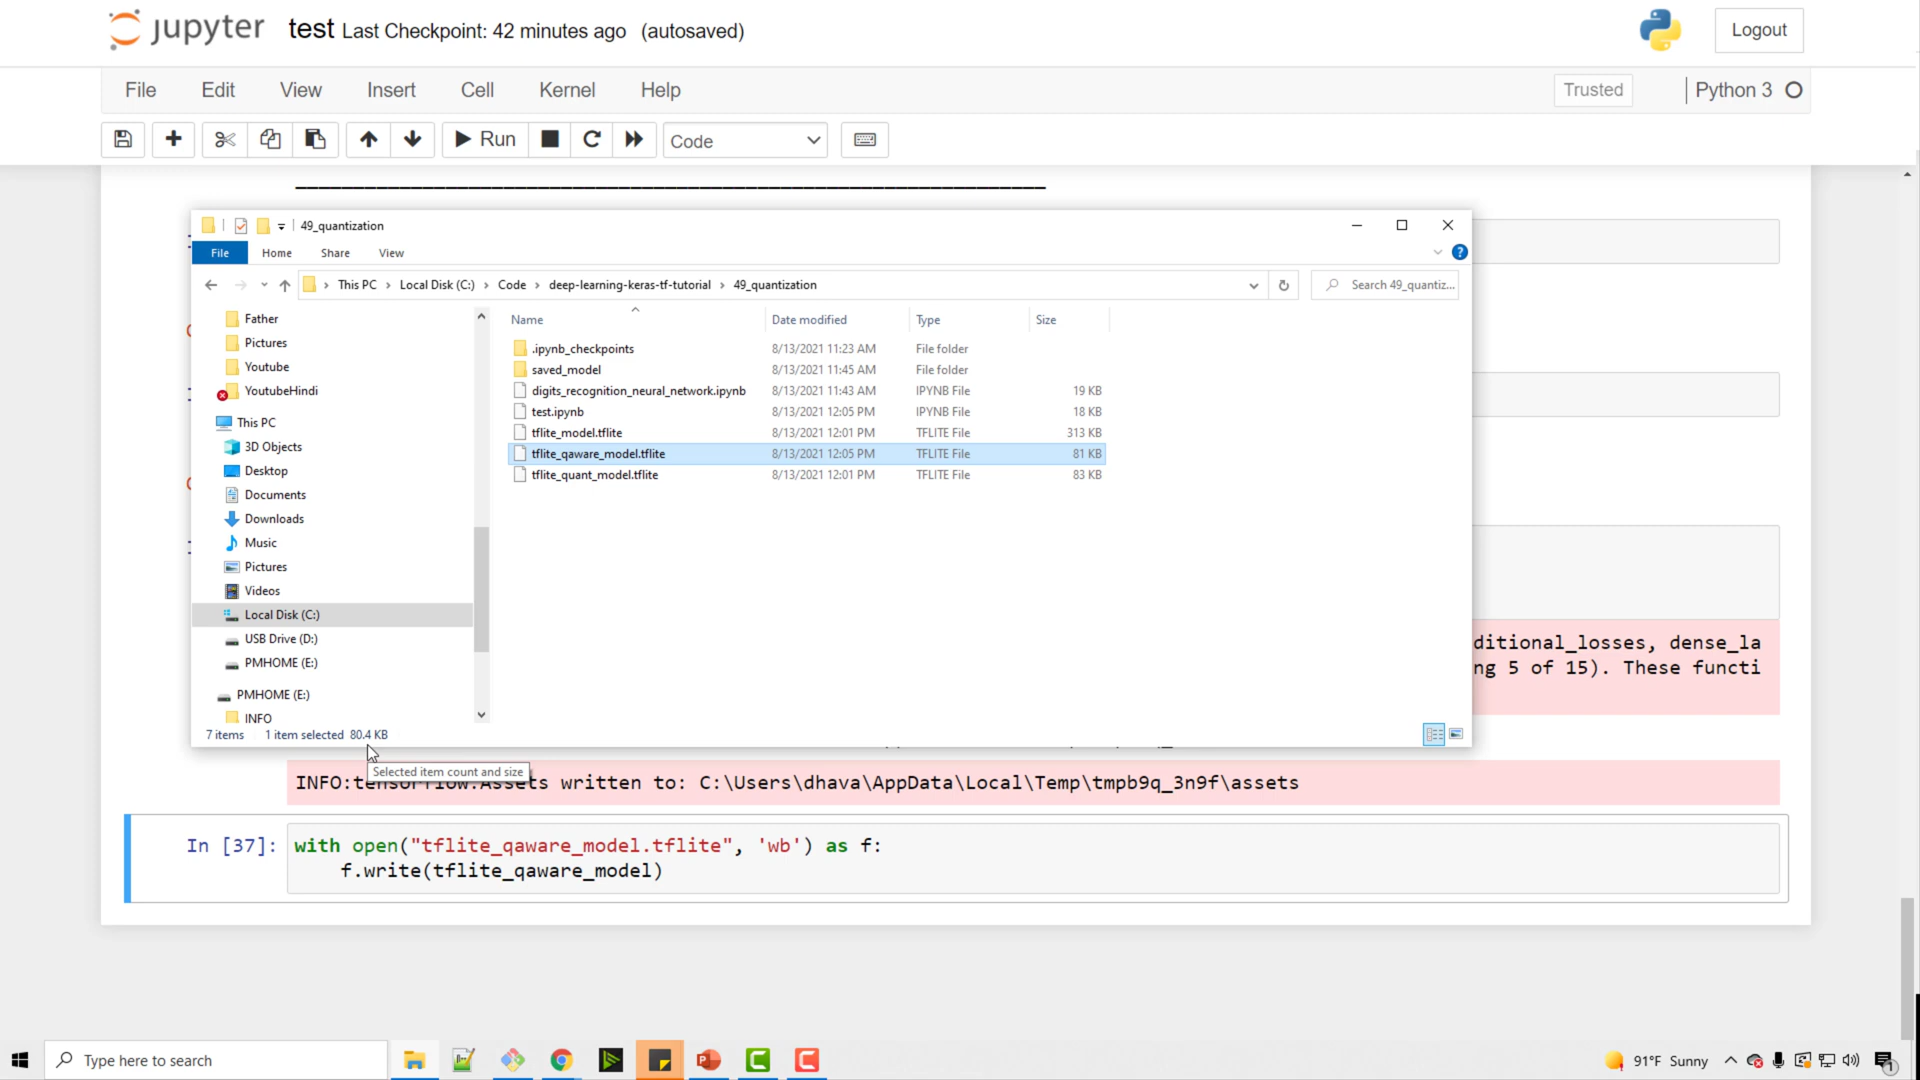 jupyter test Last Checkpoint: 42 minutes ago (autosaved)
Logout
File Edit View Insert Cell Kernel Help
Trusted
Python 3
Run
Code
49_quantization
File Home Share View
This PC Local Disk (C:) Code deep-learning-keras-tf-tutorial 49_quantization
Search 49_quantiz...
Father
Pictures
Youtube
YoutubeHindi
This PC
3D Objects
Desktop
Documents
Downloads
Music
Pictures
Videos
Local Disk (C:)
USB Drive (D:)
PMHOME (E:)
PMHOME (E:)
INFO
Name Date modified Type Size
.ipynb_checkpoints 8/13/2021 11:23 AM File folder
saved_model 8/13/2021 11:45 AM File folder
digits_recognition_neural_network.ipynb 8/13/2021 11:43 AM IPYNB File 19 KB
test.ipynb 8/13/2021 12:05 PM IPYNB File 18 KB
tflite_model.tflite 8/13/2021 12:01 PM TFLITE File 313 KB
tflite_qaware_model.tflite 8/13/2021 12:05 PM TFLITE File 81 KB
tflite_quant_model.tflite 8/13/2021 12:01 PM TFLITE File 83 KB
7 items 1 item selected 80.4 KB
Selected item count and size
ditional_losses, dense_la
ng 5 of 15). These functi
INFO:tensorflow:Assets written to: C:\Users\dhava\AppData\Local\Temp\tmpb9q_3n9f\assets
In [37]: with open("tflite_qaware_model.tflite", 'wb') as f:
f.write(tflite_qaware_model)
Type here to search
91°F Sunny
1